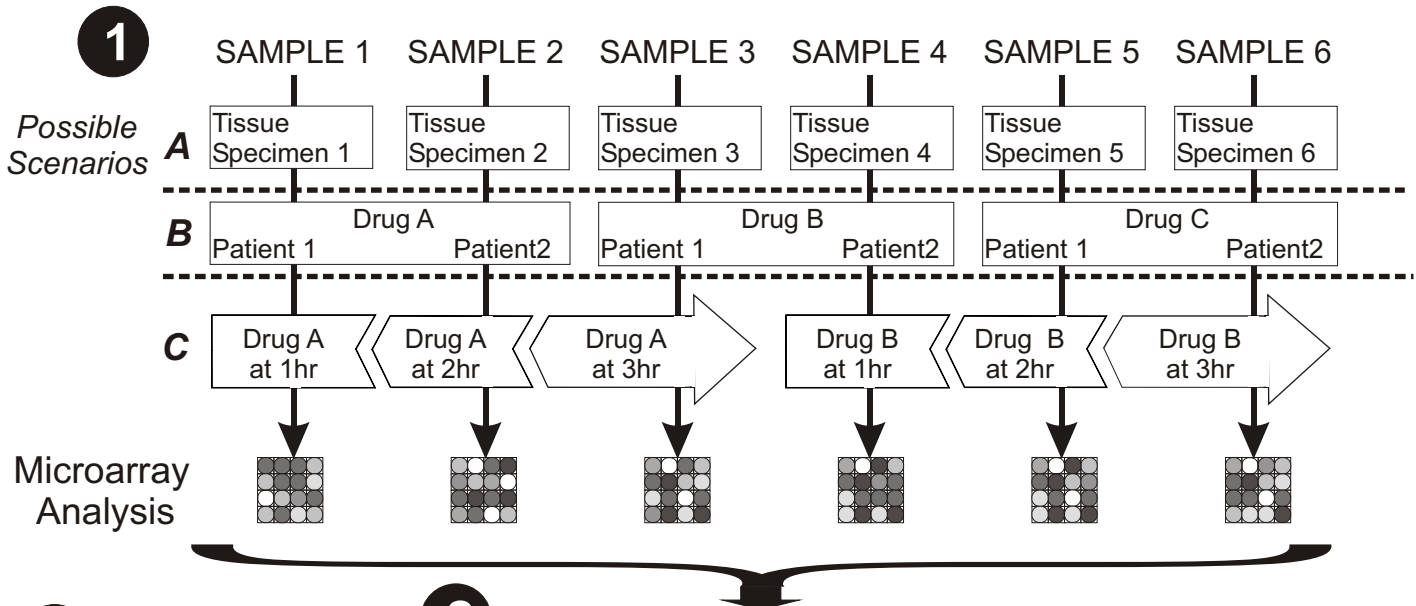 1
SAMPLE 1 SAMPLE 2 SAMPLE 3 SAMPLE 4 SAMPLE 5 SAMPLE 6
Possible
Scenarios
A
Tissue
Specimen 1
Tissue
Specimen 2
Tissue
Specimen 3
Tissue
Specimen 4
Tissue
Specimen 5
Tissue
Specimen 6
B
Drug A
Patient 1 Patient2
Drug B
Patient 1 Patient2
Drug C
Patient 1 Patient2
C
Drug A
at 1hr
Drug A
at 2hr
Drug A
at 3hr
Drug B
at 1hr
Drug B
at 2hr
Drug B
at 3hr
Microarray
Analysis